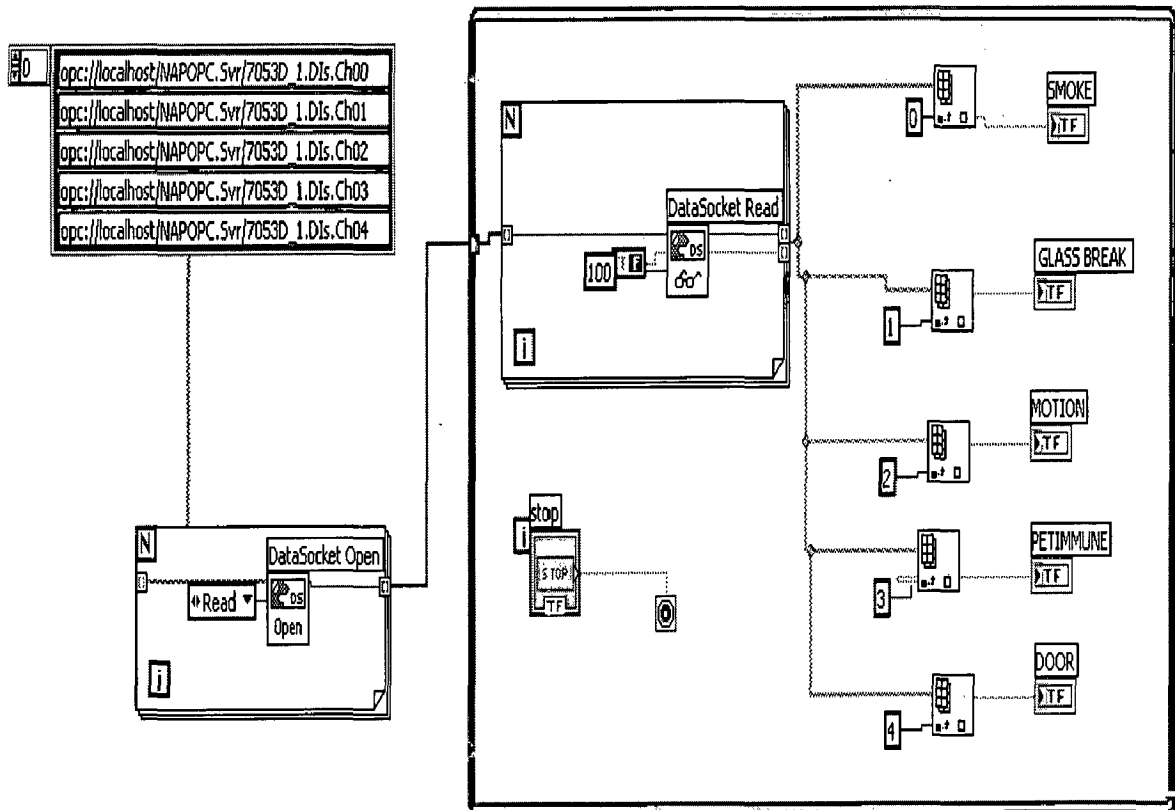 0
opc://localhost/NAPOPC.Svr/7053D_1.DIs.Ch00
opc://localhost/NAPOPC.Svr/7053D_1.DIs.Ch01
opc://localhost/NAPOPC.Svr/7053D_1.DIs.Ch02
opc://localhost/NAPOPC.Svr/7053D_1.DIs.Ch03
opc://localhost/NAPOPC.Svr/7053D_1.DIs.Ch04
N
DataSocket Open
Read
DS
Open
i
N
DataSocket Read
DS
100
F
i
stop
i
STOP
TF
0
SMOKE
TF
1
GLASS BREAK
TF
2
MOTION
TF
3
PETIMMUNE
TF
4
DOOR
TF